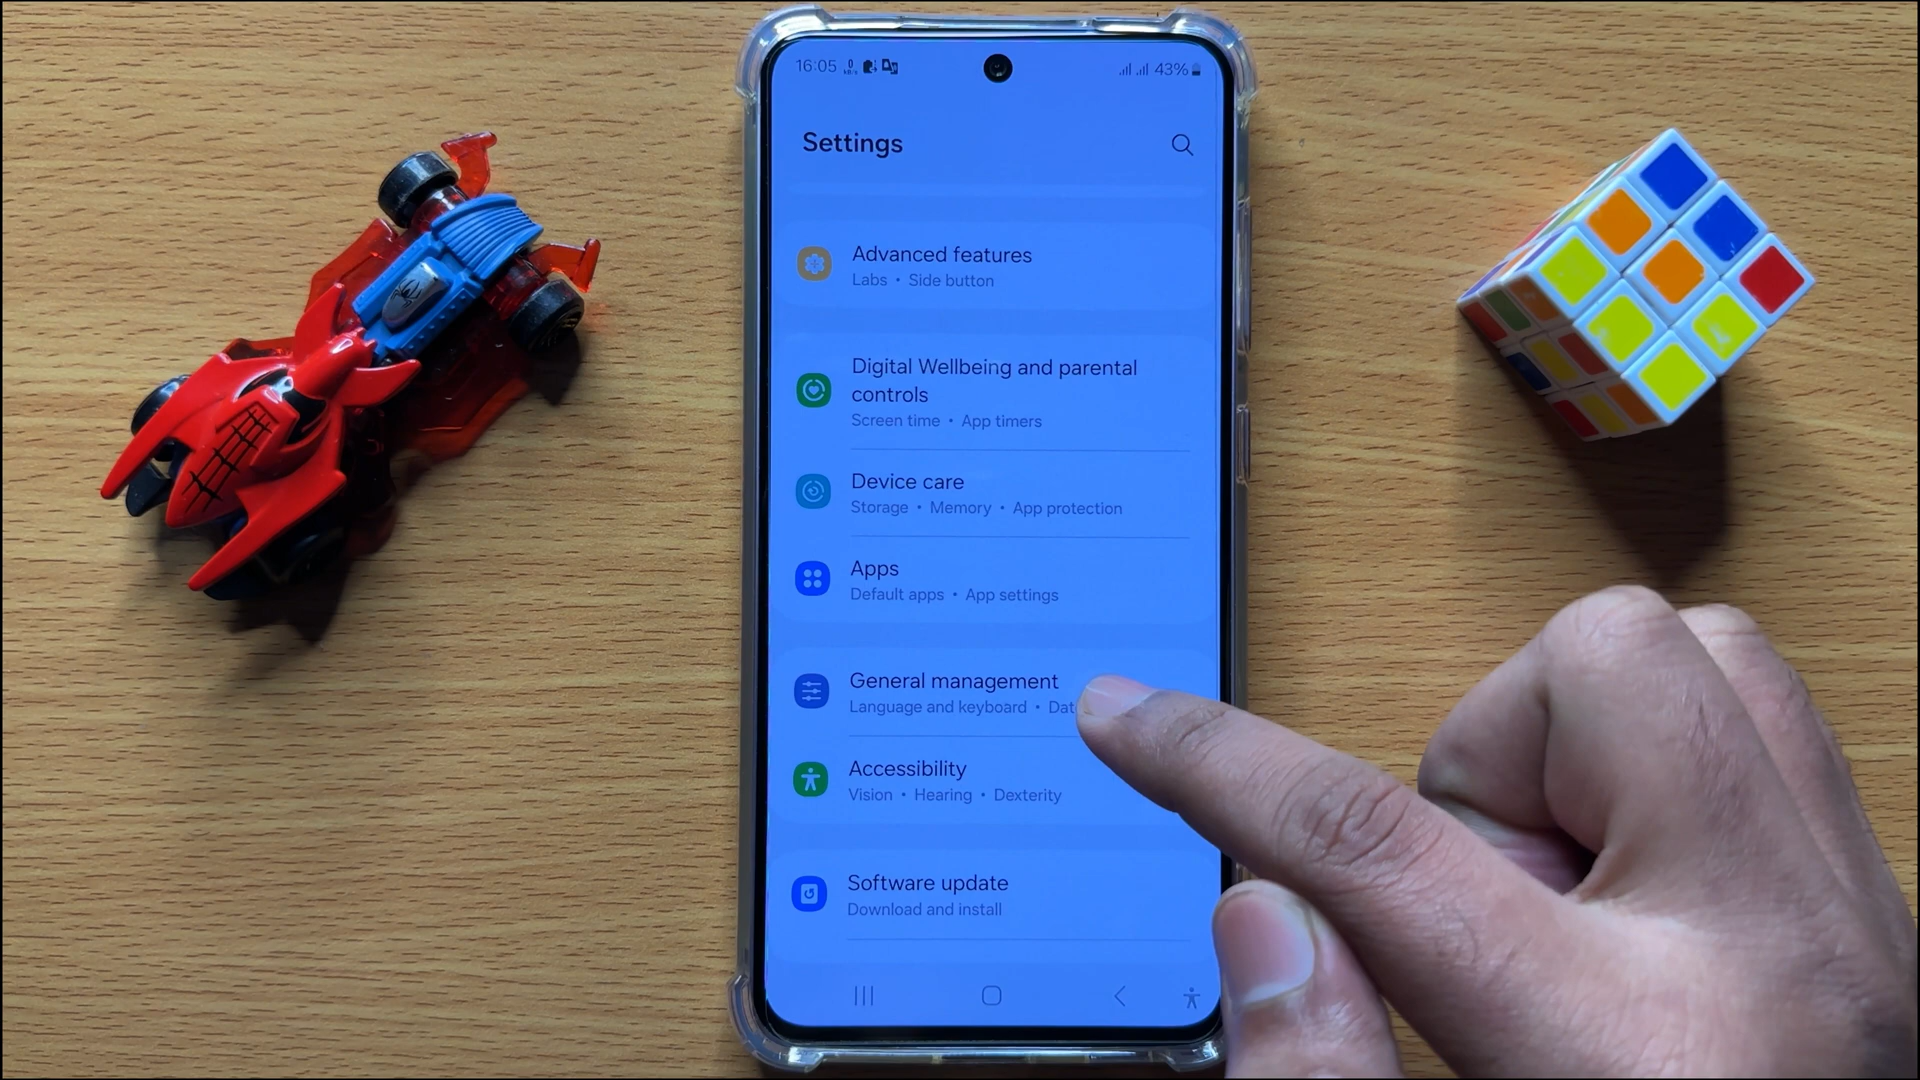 16:05
43%
Settings
Advanced features
Labs • Side button
Digital Wellbeing and parental
controls
Screen time • App timers
Device care
Storage • Memory • App protection
Apps
Default apps • App settings
General management
Language and keyboard •
Accessibility
Vision • Hearing • Dexterity
Software update
Download and install